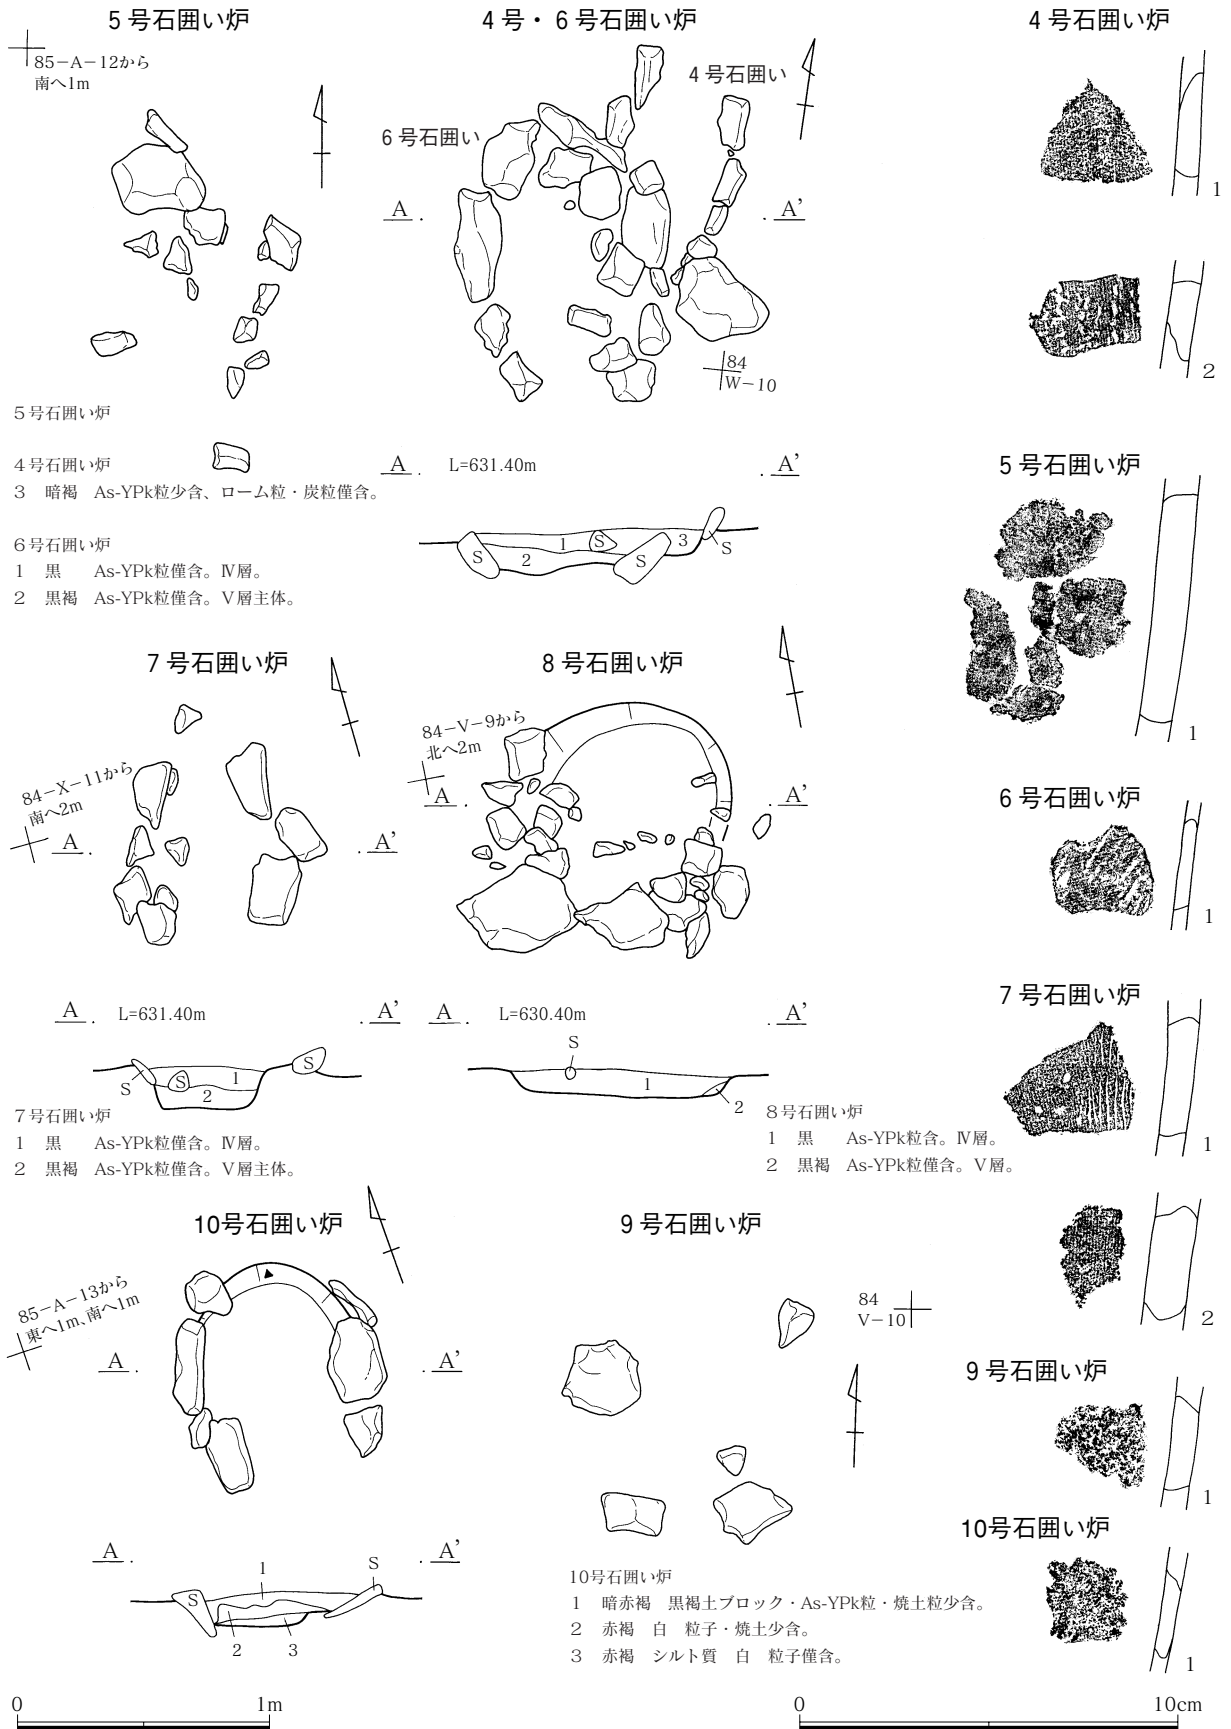 5号石囲い炉
85−A−12から
南へ1m
4号・6号石囲い炉
4号石囲い
6号石囲い
A . . A’
84
W−10
4号石囲い炉
1
2
5号石囲い炉
4号石囲い炉
3 暗褐 As-YPk粒少含、ローム粒・炭粒僅含。
6号石囲い炉
1 黒 As-YPk粒僅含。Ⅳ層。
2 黒褐 As-YPk粒僅含。Ⅴ層主体。
A . L=631.40m . A’
S 2 1 S S 3 S
5号石囲い炉
1
7号石囲い炉
84−X−11から
南へ2m
A . . A’
8号石囲い炉
84−V−9から
北へ2m
A . . A’
6号石囲い炉
1
A . L=631.40m . A’
S S 1 2 S
7号石囲い炉
1 黒 As-YPk粒僅含。Ⅳ層。
2 黒褐 As-YPk粒僅含。Ⅴ層主体。
A . L=630.40m . A’
S 1 2
8号石囲い炉
1 黒 As-YPk粒含。Ⅳ層。
2 黒褐 As-YPk粒僅含。Ⅴ層。
7号石囲い炉
1
2
10号石囲い炉
85−A−13から
東へ1m、南へ1m
A . . A’
9号石囲い炉
84
V−10
9号石囲い炉
1
A . . A’
S 1 S
2 3
10号石囲い炉
1 暗赤褐 黒褐土ブロック・As-YPk粒・焼土粒少含。
2 赤褐 白 粒子・焼土少含。
3 赤褐 シルト質 白 粒子僅含。
10号石囲い炉
1
0 1m
0 10cm